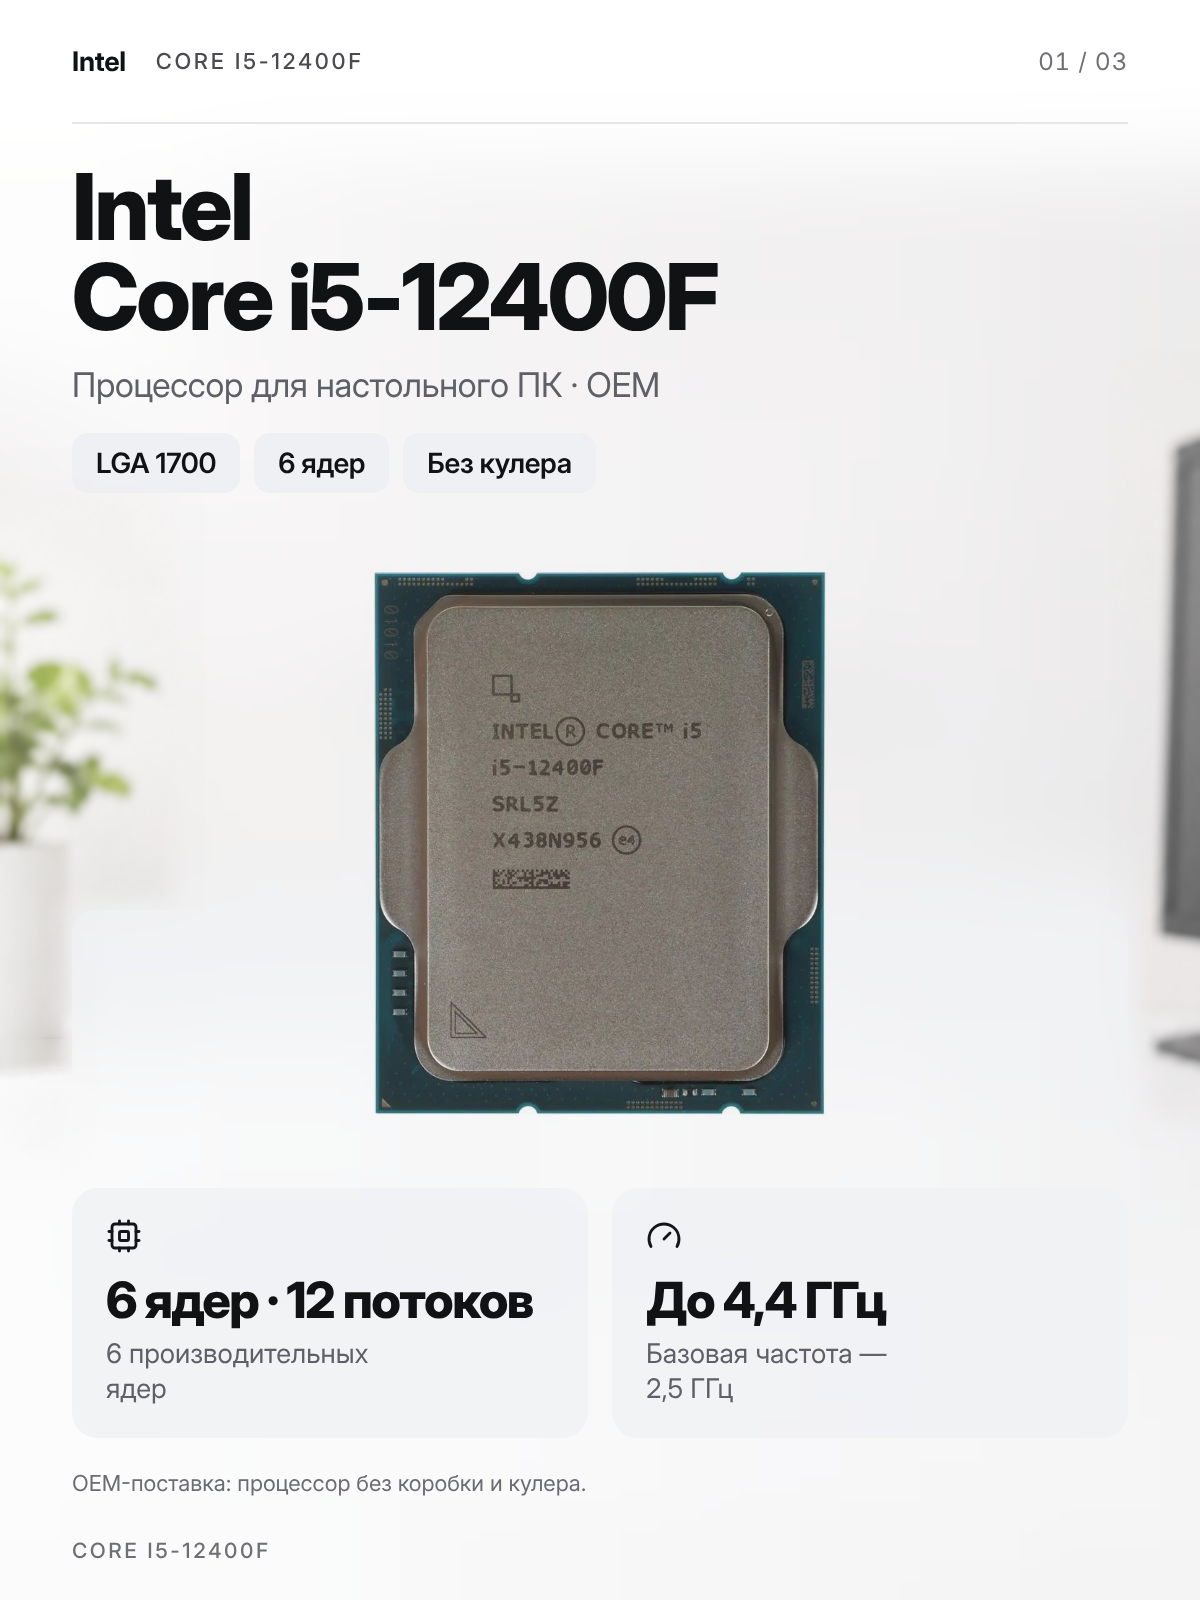 Intel CORE I5-12400F 01 / 03
Intel
Core i5-12400F
Процессор для настольного ПК · OEM
LGA 1700 6 ядер Без кулера
01010
INTEL® CORE™ i5
i5-12400F
SRL5Z
X438N956 e4
6 ядер · 12 потоков
6 производительных
ядер
До 4,4 ГГц
Базовая частота —
2,5 ГГц
OEM-поставка: процессор без коробки и кулера.
CORE I5-12400F